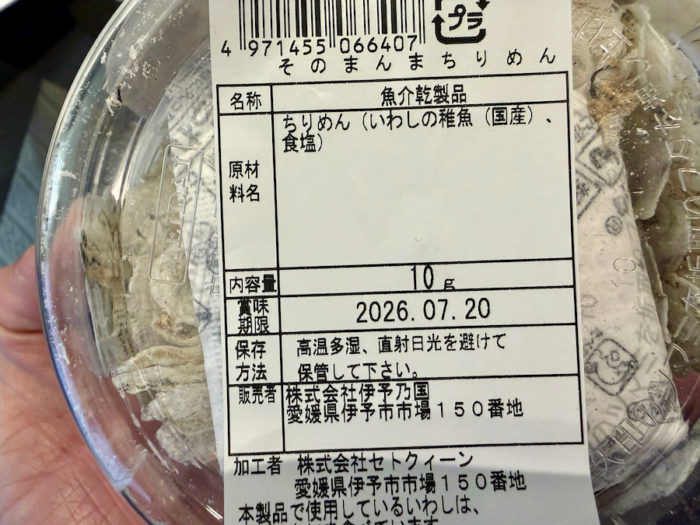 プラ
4 971455 066407
そのまんまちりめん
名称 魚介乾製品
原材料名 ちりめん（いわしの稚魚（国産）、
食塩）
内容量 10g
賞味期限 2026.07.20
保存方法 高温多湿、直射日光を避けて
保管して下さい。
販売者 株式会社伊予乃国
愛媛県伊予市市場１５０番地
加工者 株式会社セトクィーン
愛媛県伊予市市場１５０番地
本製品で使用しているいわしは、